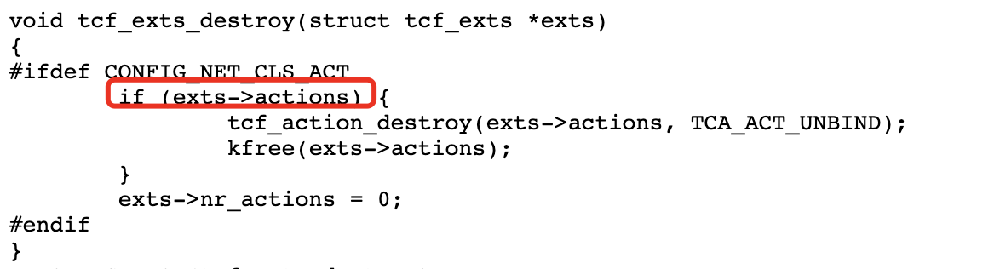 void tcf_exts_destroy(struct tcf_exts *exts)
{
#ifdef CONFIG_NET_CLS_ACT
        if (exts->actions) {
                tcf_action_destroy(exts->actions, TCA_ACT_UNBIND);
                kfree(exts->actions);
        }
        exts->nr_actions = 0;
#endif
}